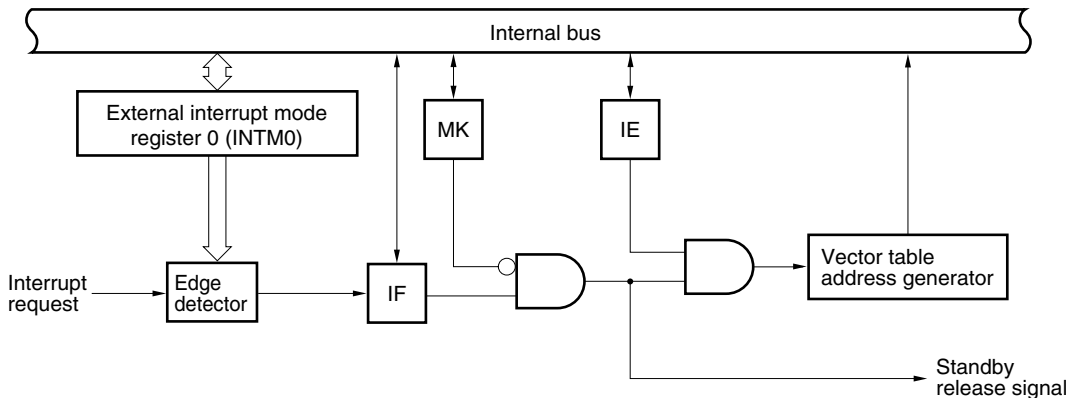 Internal bus
External interrupt mode
register 0 (INTM0)
MK
IE
Interrupt
request
Edge
detector
IF
Vector table
address generator
Standby
release signal